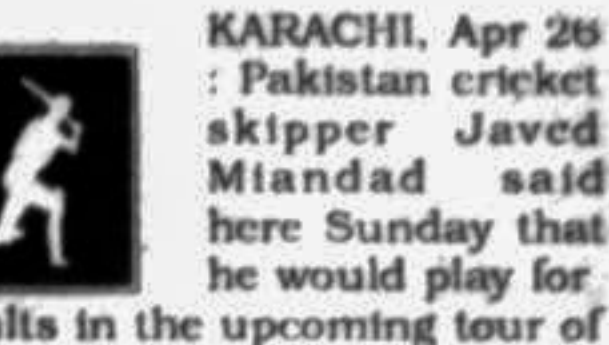 KARACHI, Apr 26
: Pakistan cricket
skipper Javed
Miandad said
here Sunday that
he would play for
in the upcoming tour of